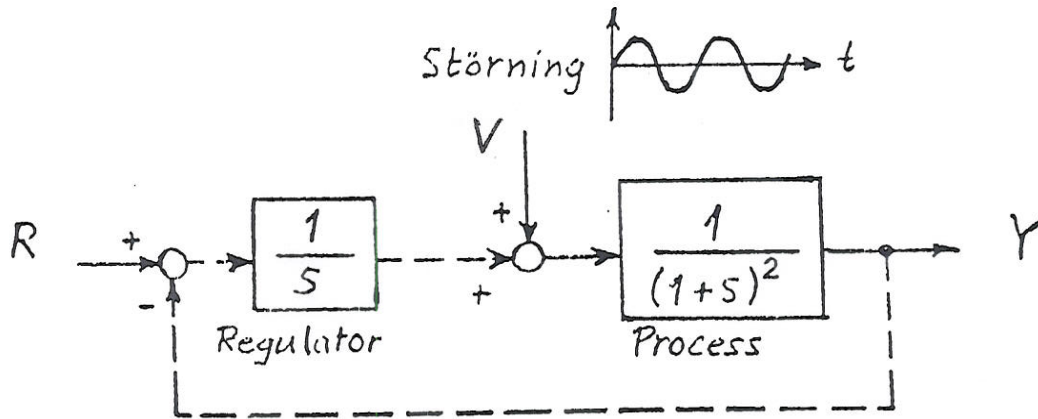 Störning
t
V
R
+
-
1
S
+
+
1
(1+S)²
Y
Regulator
Process